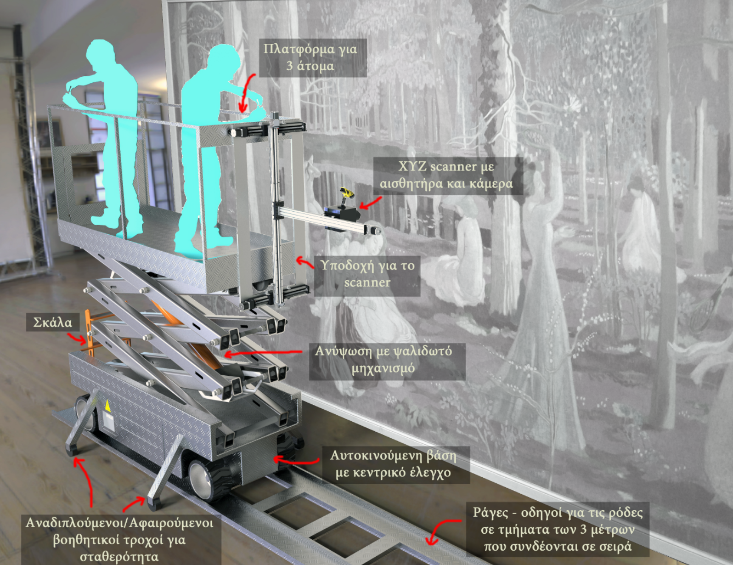 Πλατφόρμα για
3 άτομα
XYZ scanner με
αισθητήρα και κάμερα
Υποδοχή για το
scanner
Σκάλα
Ανύψωση με ψαλιδωτό
μηχανισμό
Αυτοκινούμενη βάση
με κεντρικό έλεγχο
Αναδιπλούμενοι/Αφαιρούμενοι
βοηθητικοί τροχοί για
σταθερότητα
Ράγες - οδηγοί για τις ρόδες
σε τμήματα των 3 μέτρων
που συνδέονται σε σειρά